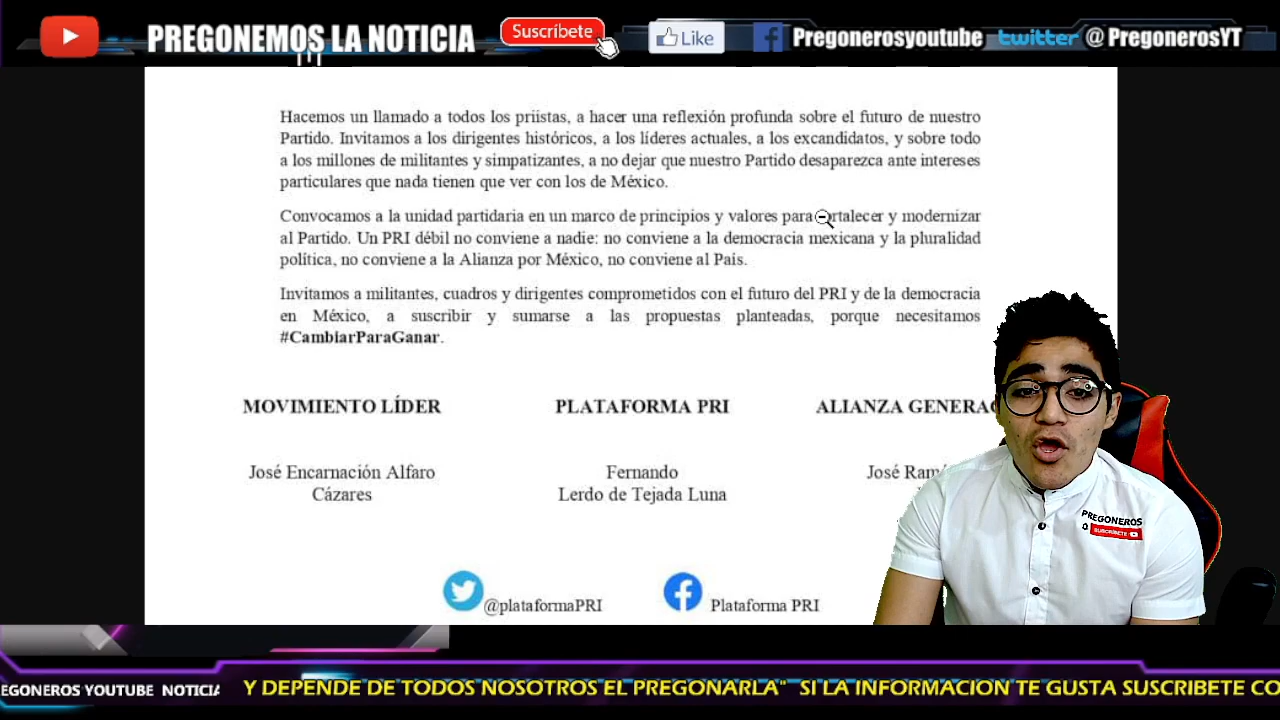 PREGONEMOS LA NOTICIA
Suscríbete
Like
Pregonerosyoutube
twitter @PregonerosYT
Hacemos un llamado a todos los priistas, a hacer una reflexión profunda sobre el futuro de nuestro
Partido. Invitamos a los dirigentes históricos, a los líderes actuales, a los excandidatos, y sobre todo
a los millones de militantes y simpatizantes, a no dejar que nuestro Partido desaparezca ante intereses
particulares que nada tienen que ver con los de México.
Convocamos a la unidad partidaria en un marco de principios y valores para y modernizar
al Partido. Un PRI débil no conviene a nadie: no conviene a la democracia mexicana y la pluralidad
política, no conviene a la Alianza por México, no conviene al País.
Invitamos a militantes, cuadros y dirigentes comprometidos con el futuro del PRI y de la democracia
en México, a suscribir y sumarse a las propuestas planteadas, porque necesitamos
#CambiarParaGanar.
MOVIMIENTO LÍDER
PLATAFORMA PRI
ALIANZA
José Encarnación Alfaro
Cázares
Fernando
Lerdo de Tejada Luna
José
PREGONEROS
SUSCRÍBETE
@plataformaPRI
Plataforma PRI
EGONEROS YOUTUBE NOTICIA
Y DEPENDE DE TODOS NOSOTROS EL PREGONARLA" SI LA INFORMACION TE GUSTA SUSCRIBETE CO